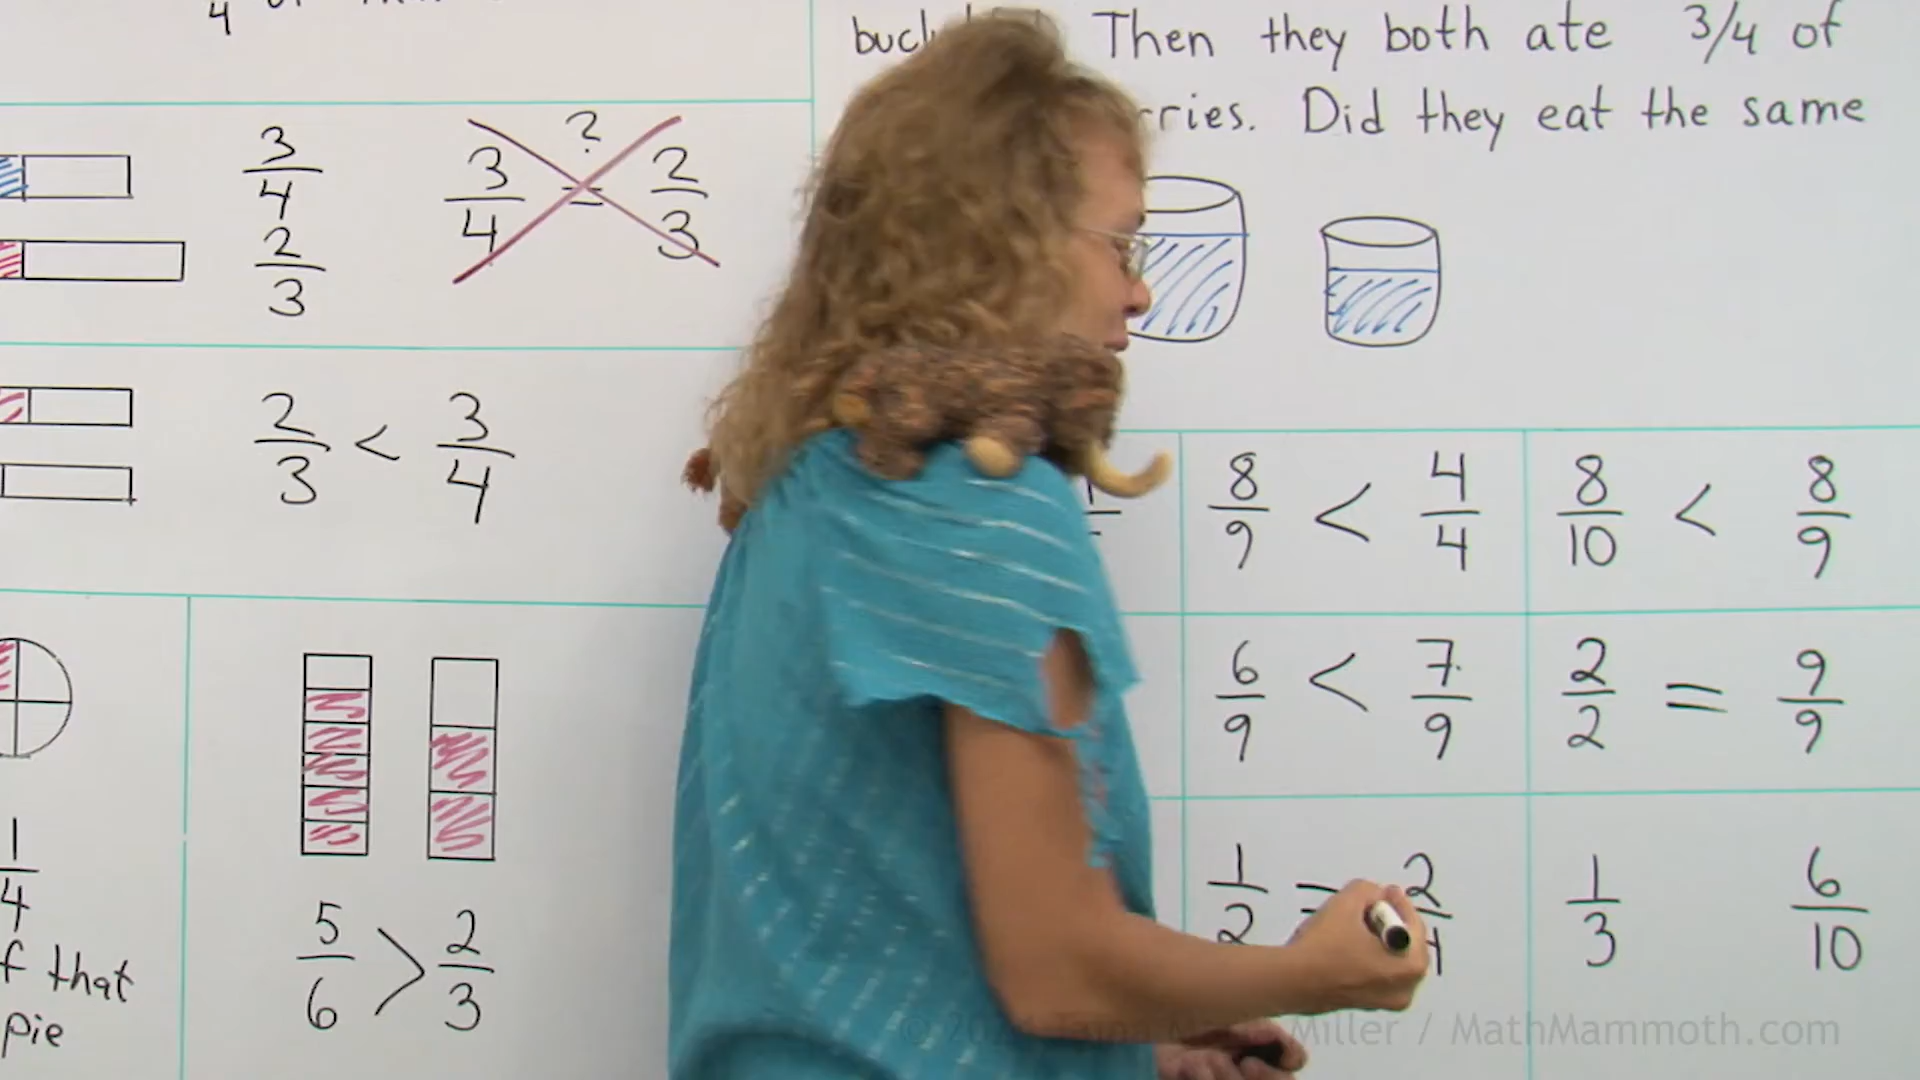 4
Then they both ate 3/4 of
Did they eat the same
3/4
2/3
3/4 ?= 2/3
2/3 < 3/4
8/9 < 4/4
8/10 < 8/9
6/9 < 7/9
2/2 = 9/9
1/4
f that
pie
5/6 > 2/3
1/2 = 2
1/3 6/10
Miller / MathMammoth.com